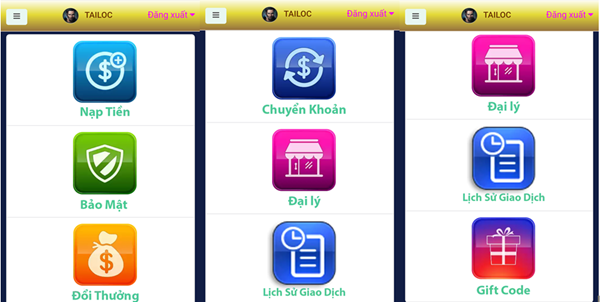 TAILOC
Đăng xuất
Nạp Tiền
Bảo Mật
Đổi Thưởng
TAILOC
Đăng xuất
Chuyển Khoản
Đại lý
Lịch Sử Giao Dịch
TAILOC
Đăng xuất
Đại lý
Lịch Sử Giao Dịch
Gift Code